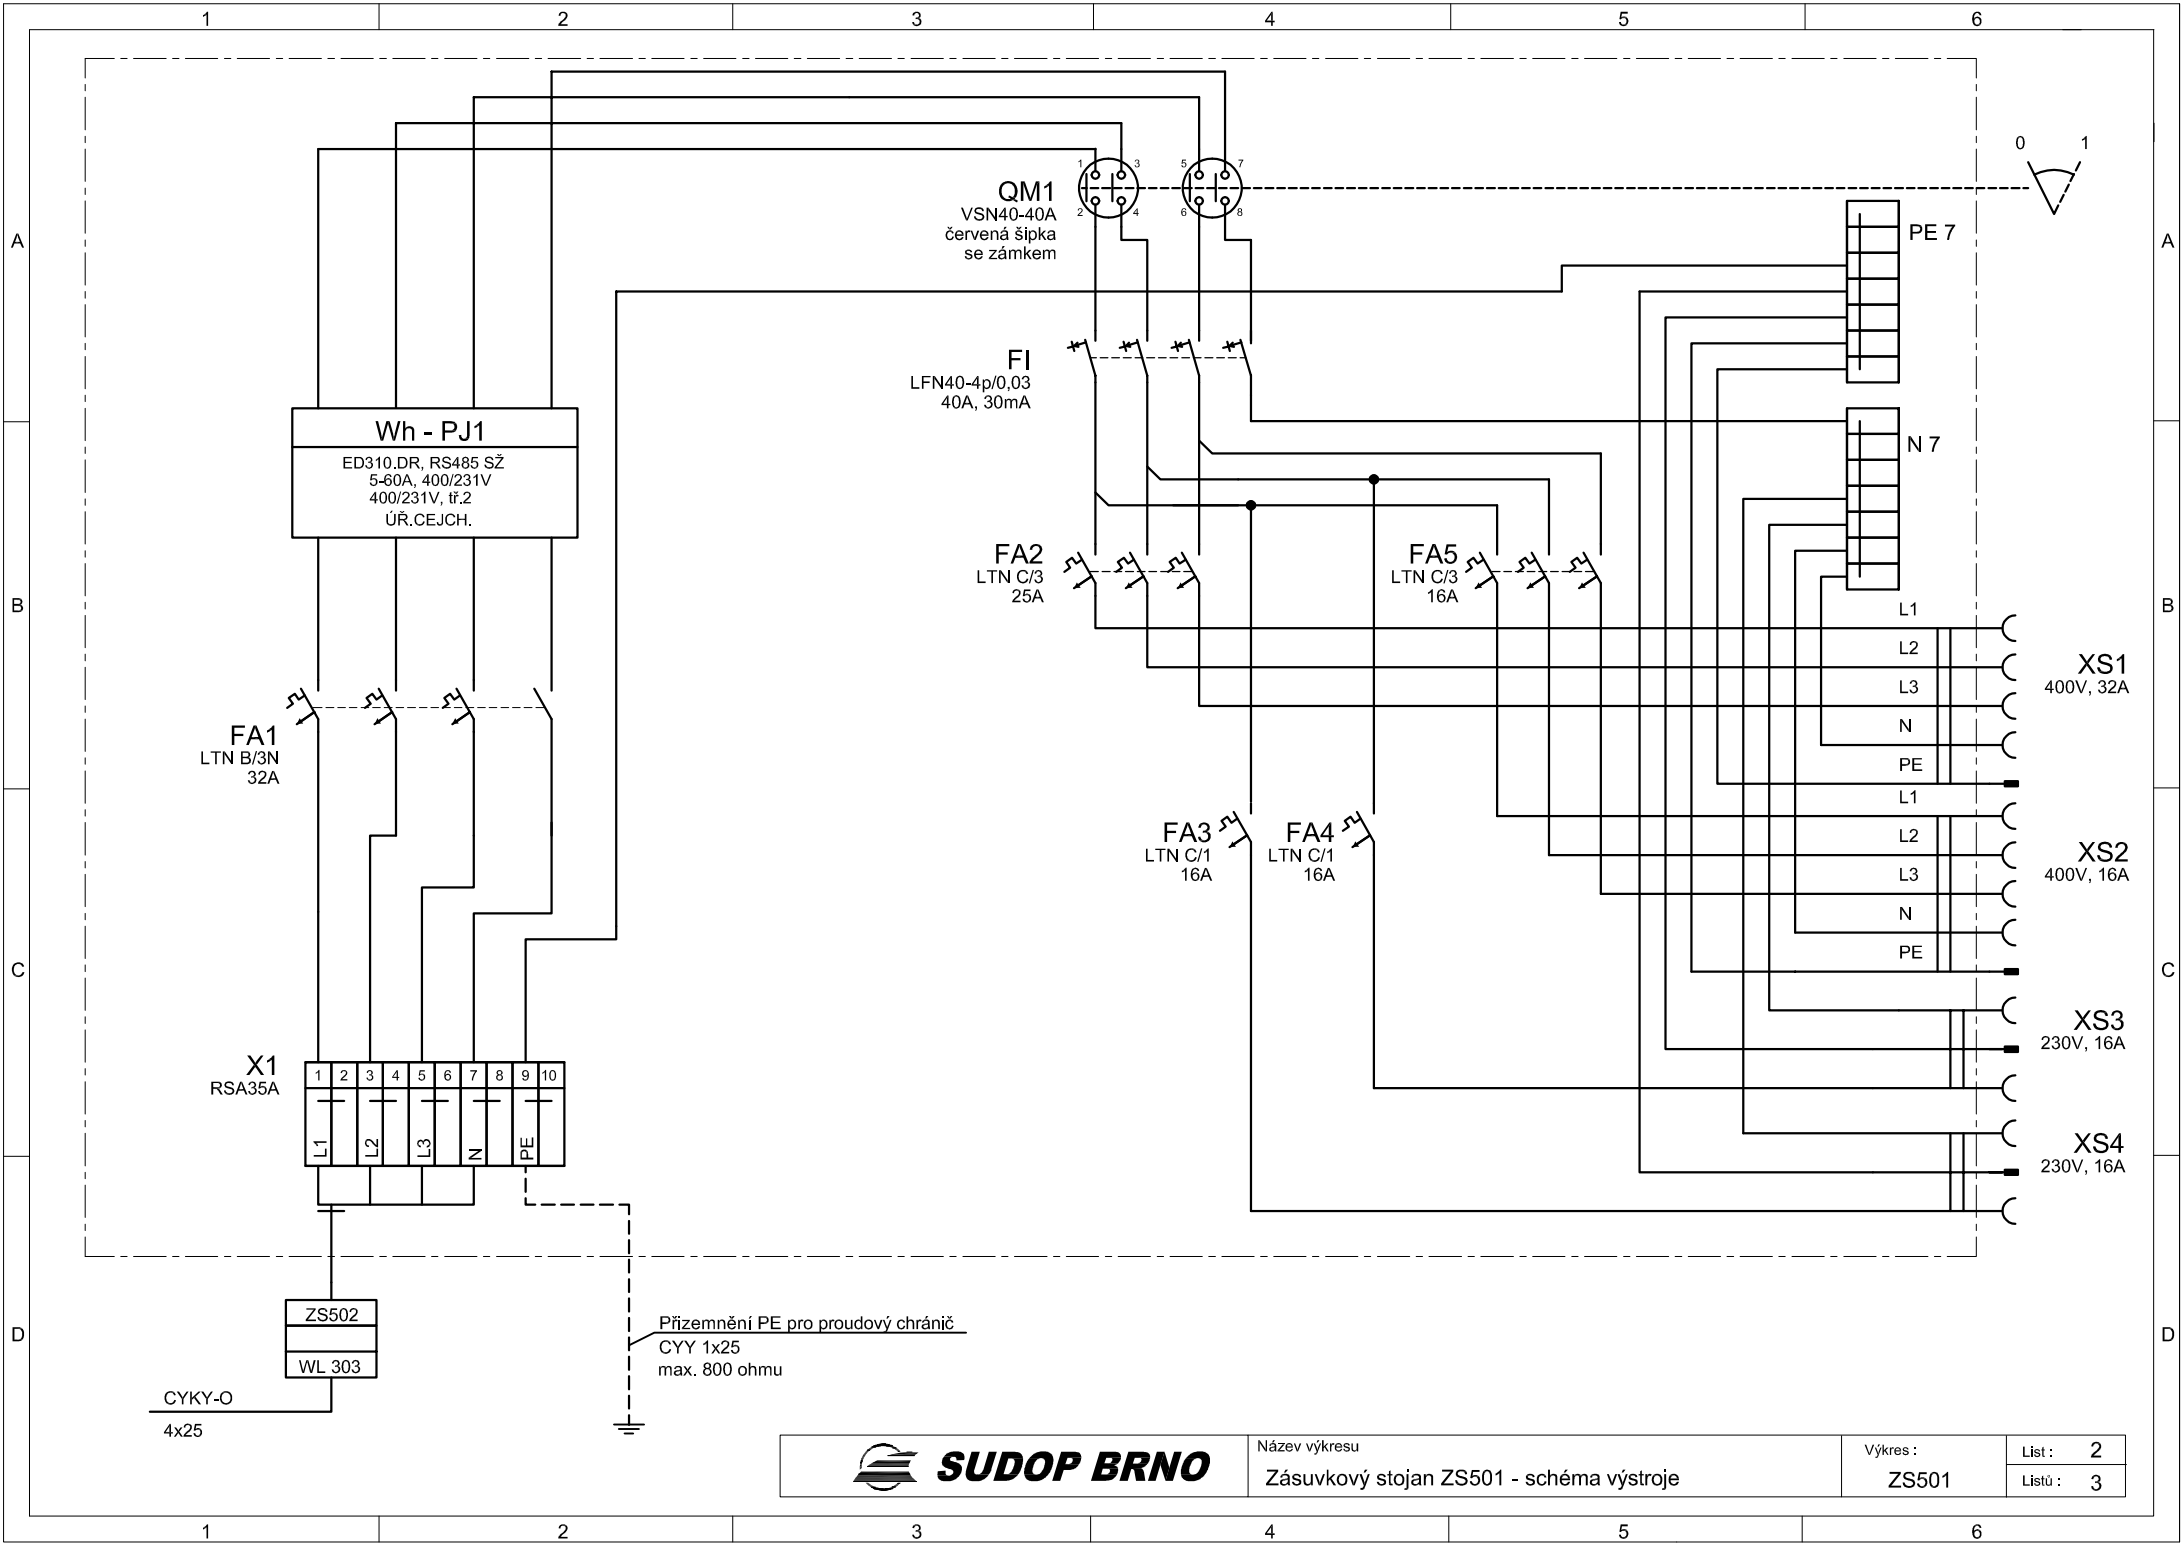 1 2 3 4 5 6
A
B
C
D
A
B
C
D
0 1
QM1
VSN40-40A
červená šipka
se zámkem
1 3 5 7
2 4 6 8
PE 7
FI
LFN40-4p/0,03
40A, 30mA
N 7
Wh - PJ1
ED310.DR, RS485 SŽ
5-60A, 400/231V
400/231V, tř.2
ÚŘ.CEJCH.
FA2
LTN C/3
25A
FA5
LTN C/3
16A
FA1
LTN B/3N
32A
L1
L2
L3
N
PE
XS1
400V, 32A
L1
L2
L3
N
PE
XS2
400V, 16A
FA3
LTN C/1
16A
FA4
LTN C/1
16A
XS3
230V, 16A
XS4
230V, 16A
X1
RSA35A
1 2 3 4 5 6 7 8 9 10
L1 L2 L3 N PE
ZS502
WL 303
CYKY-O
4x25
Přizemnění PE pro proudový chránič
CYY 1x25
max. 800 ohmu
SUDOP BRNO
Název výkresu
Zásuvkový stojan ZS501 - schéma výstroje
Výkres :
ZS501
List : 2
Listů : 3
1 2 3 4 5 6